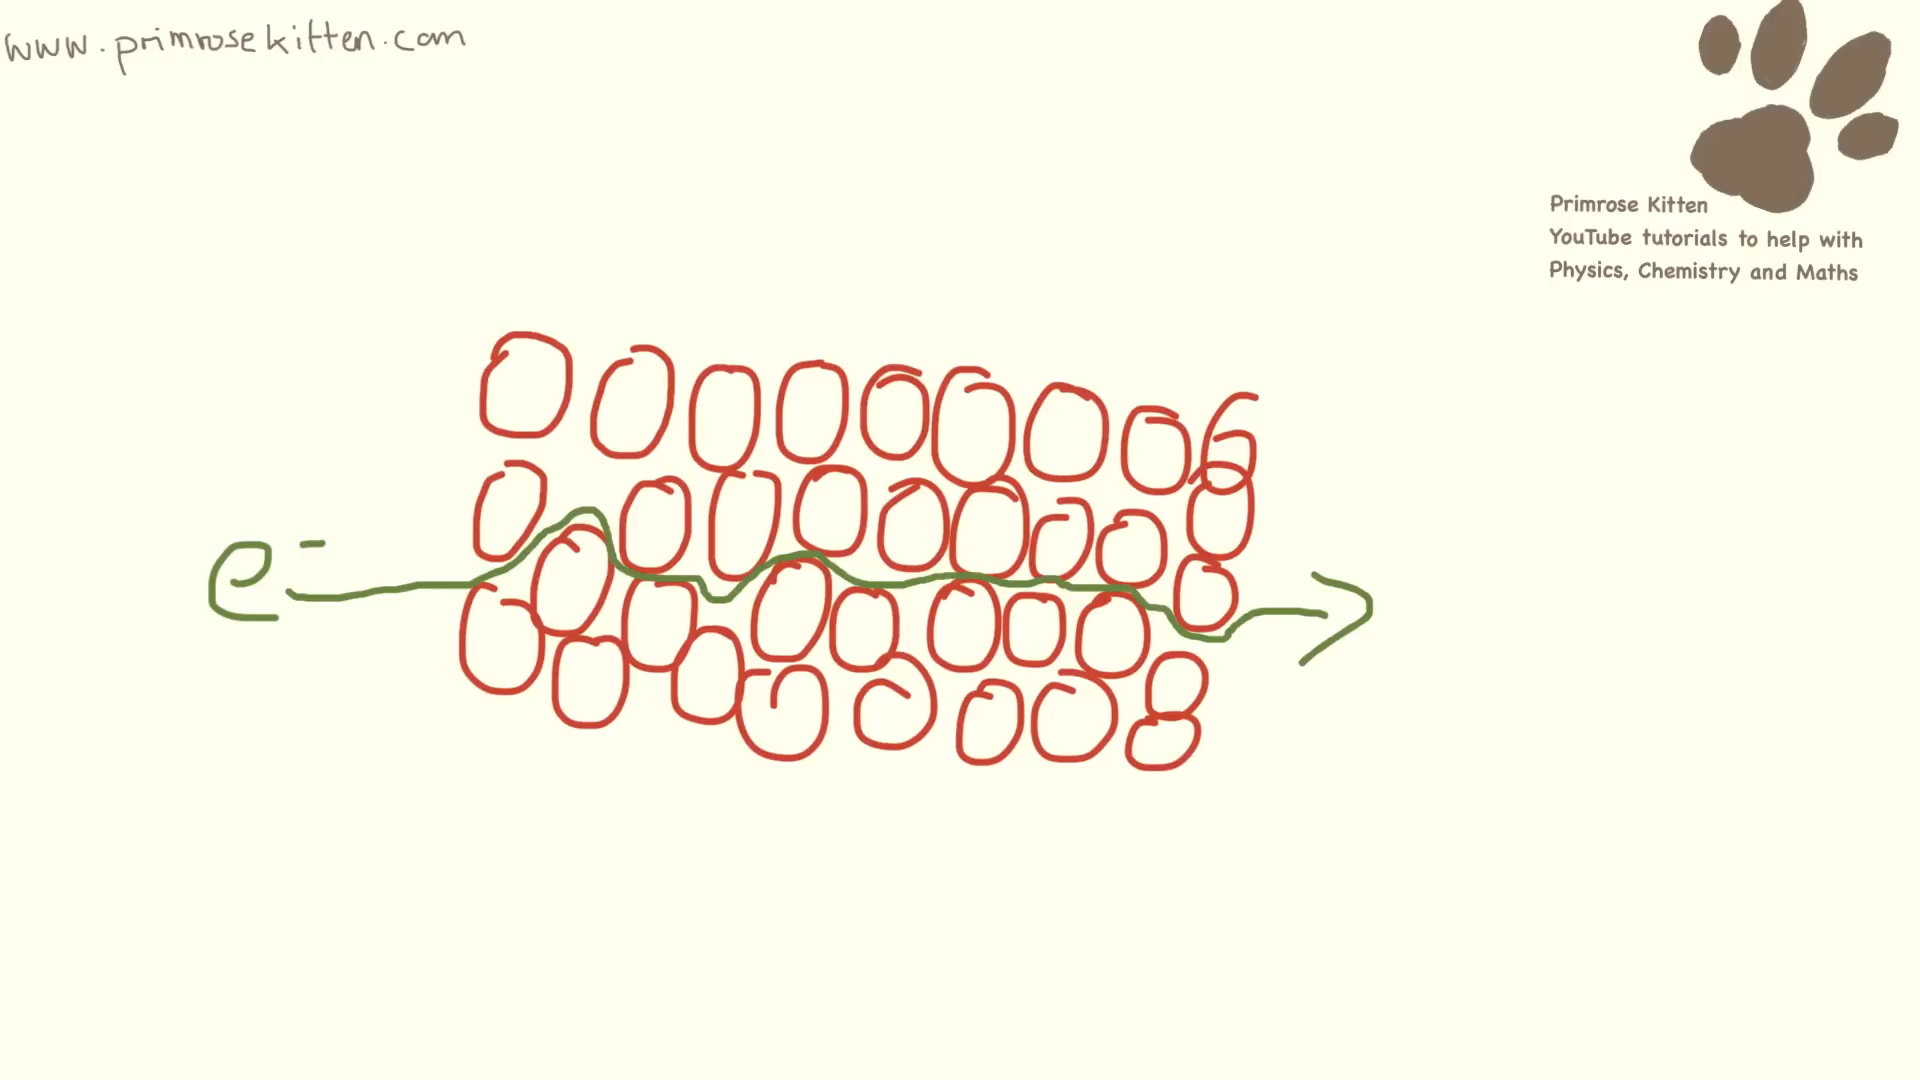 www.primrosekitten.com
Primrose Kitten
YouTube tutorials to help with
Physics, Chemistry and Maths
e⁻